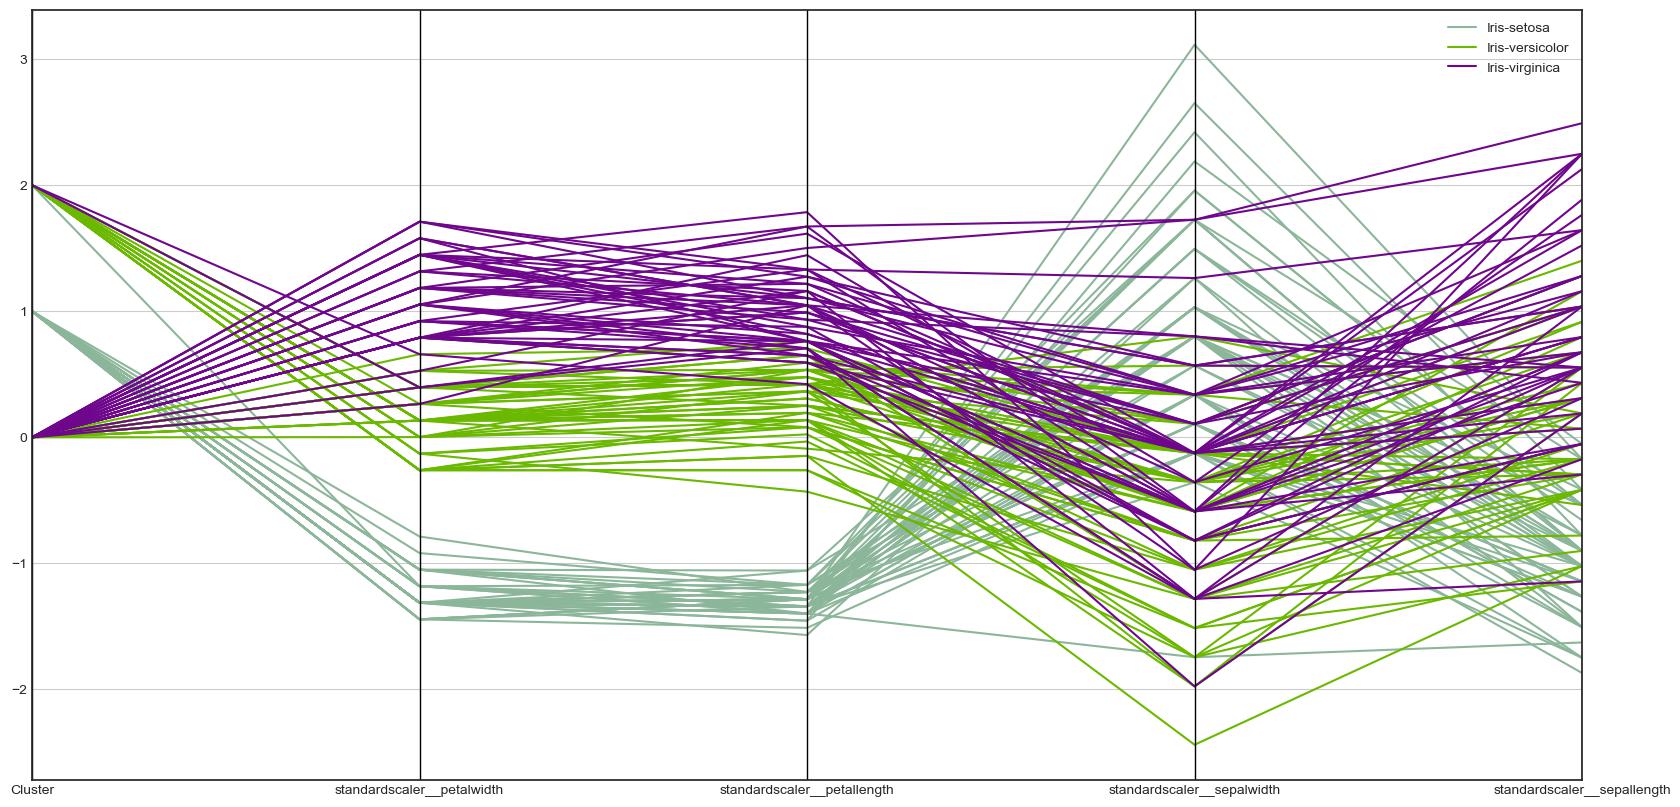 Iris-setosa
Iris-versicolor
Iris-virginica
3
2
1
0
−1
−2
Cluster standardscaler__petalwidth standardscaler__petallength standardscaler__sepalwidth standardscaler__sepallength